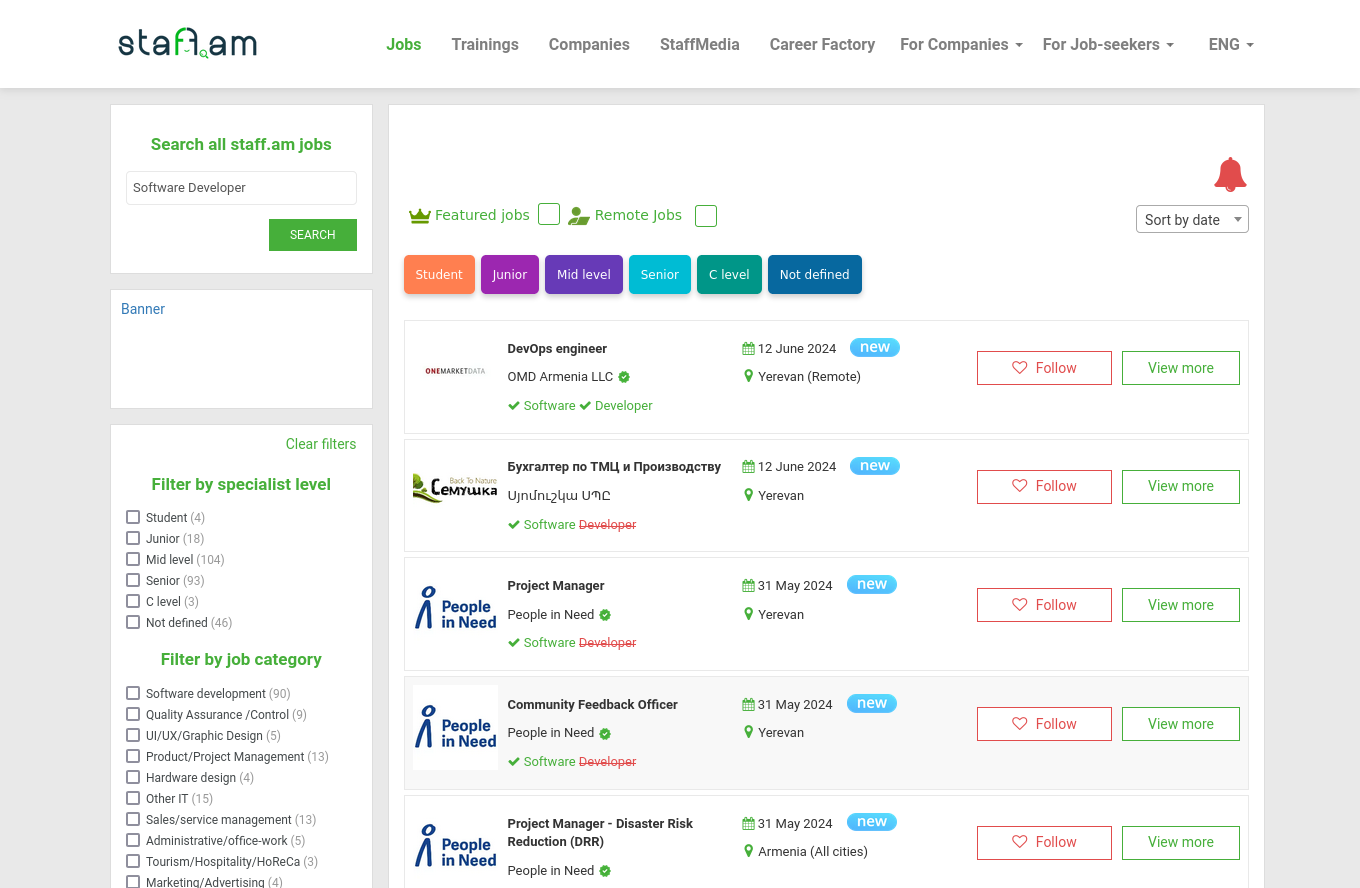 staff.am
Jobs
Trainings
Companies
StaffMedia
Career Factory
For Companies
For Job-seekers
ENG
Search all staff.am jobs
Software Developer
SEARCH
Banner
Clear filters
Filter by specialist level
Student (4)
Junior (18)
Mid level (104)
Senior (93)
C level (3)
Not defined (46)
Filter by job category
Software development (90)
Quality Assurance /Control (9)
UI/UX/Graphic Design (5)
Product/Project Management (13)
Hardware design (4)
Other IT (15)
Sales/service management (13)
Administrative/office-work (5)
Tourism/Hospitality/HoReCa (3)
Marketing/Advertising (4)
Featured jobs
Remote Jobs
Sort by date
Student
Junior
Mid level
Senior
C level
Not defined
ONEMARKETDATA
DevOps engineer
OMD Armenia LLC
Software Developer
12 June 2024 new
Yerevan (Remote)
Follow
View more
Back To Nature
Семушка
Бухгалтер по ТМЦ и Производству
Սյոմուշկա ՍՊԸ
Software Developer
12 June 2024 new
Yerevan
Follow
View more
People
in Need
Project Manager
People in Need
Software Developer
31 May 2024 new
Yerevan
Follow
View more
People
in Need
Community Feedback Officer
People in Need
Software Developer
31 May 2024 new
Yerevan
Follow
View more
People
in Need
Project Manager - Disaster Risk
Reduction (DRR)
People in Need
31 May 2024 new
Armenia (All cities)
Follow
View more